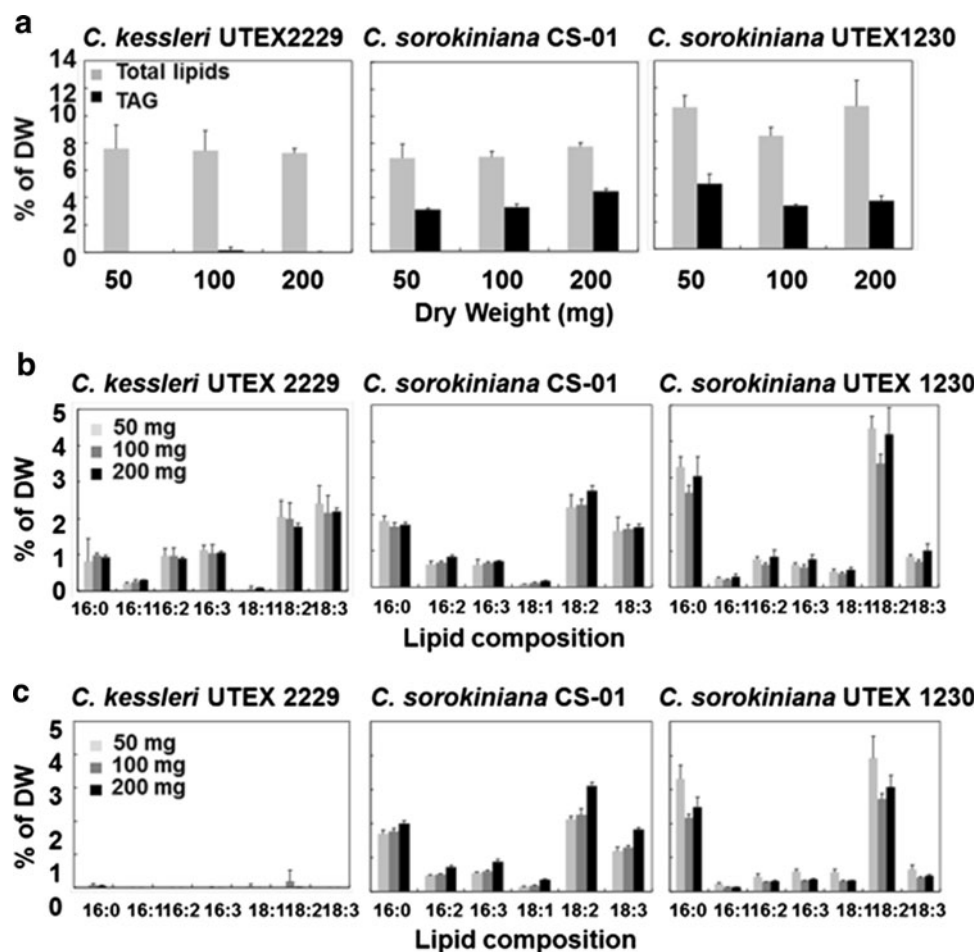 a
C. kessleri UTEX2229 C. sorokiniana CS-01 C. sorokiniana UTEX1230
14
12
10
8
6
4
2
0
% of DW
Total lipids
TAG
50 100 200 50 100 200 50 100 200
Dry Weight (mg)
b
C. kessleri UTEX 2229 C. sorokiniana CS-01 C. sorokiniana UTEX 1230
5
4
3
2
1
0
% of DW
50 mg
100 mg
200 mg
16:0 16:1 16:2 16:3 18:1 18:2 18:3 16:0 16:2 16:3 18:1 18:2 18:3 16:0 16:1 16:2 16:3 18:1 18:2 18:3
Lipid composition
c
C. kessleri UTEX 2229 C. sorokiniana CS-01 C. sorokiniana UTEX 1230
5
4
3
2
1
0
% of DW
50 mg
100 mg
200 mg
16:0 16:1 16:2 16:3 18:1 18:2 18:3 16:0 16:2 16:3 18:1 18:2 18:3 16:0 16:1 16:2 16:3 18:1 18:2 18:3
Lipid composition